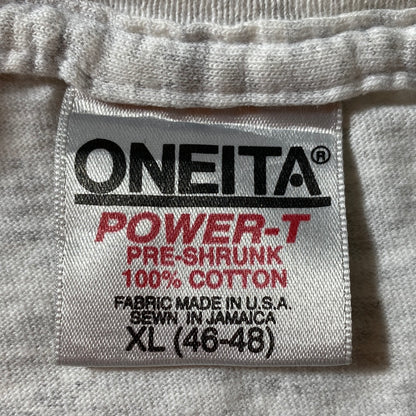 ONEITA®
POWER-T
PRE-SHRUNK
100% COTTON
FABRIC MADE IN U.S.A.
SEWN IN JAMAICA
XL (46-48)